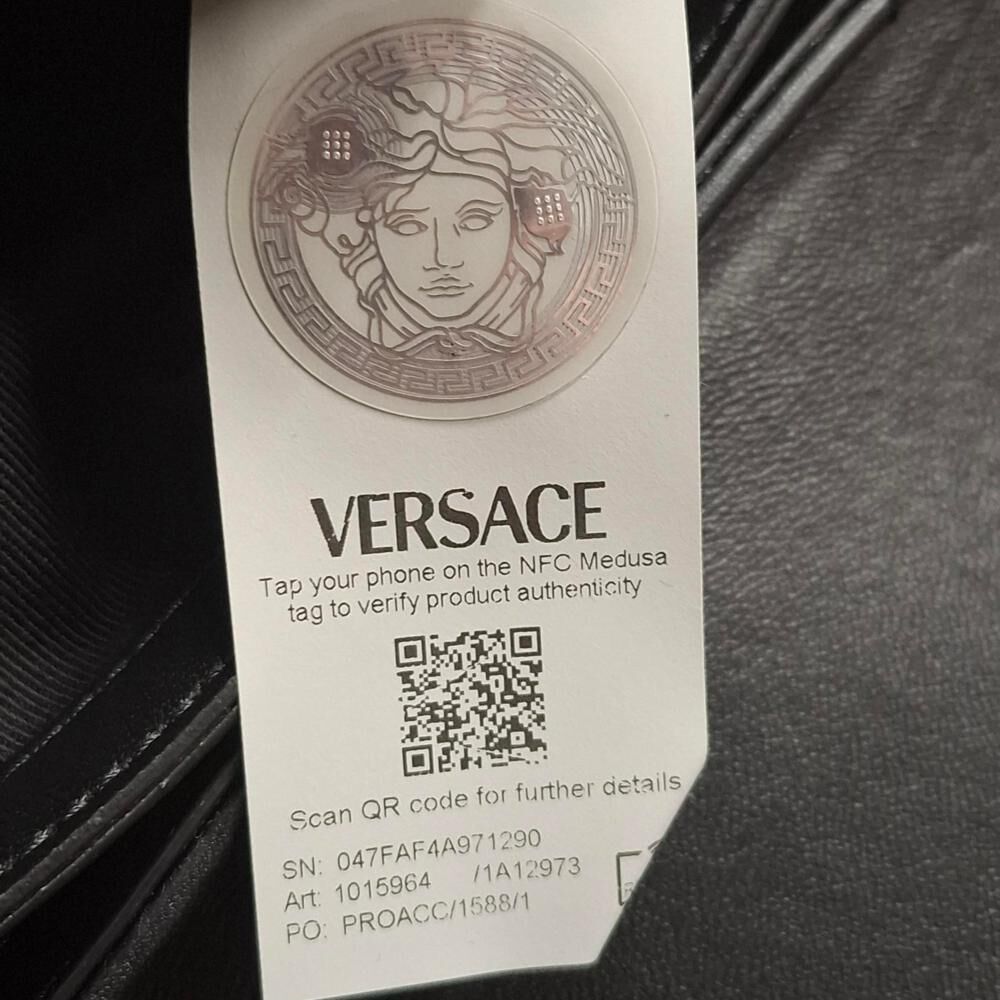 VERSACE
Tap your phone on the NFC Medusa
tag to verify product authenticity
Scan QR code for further details
SN: 047FAF4A971290
Art: 1015964 /1A12973
PO: PROACC/1588/1